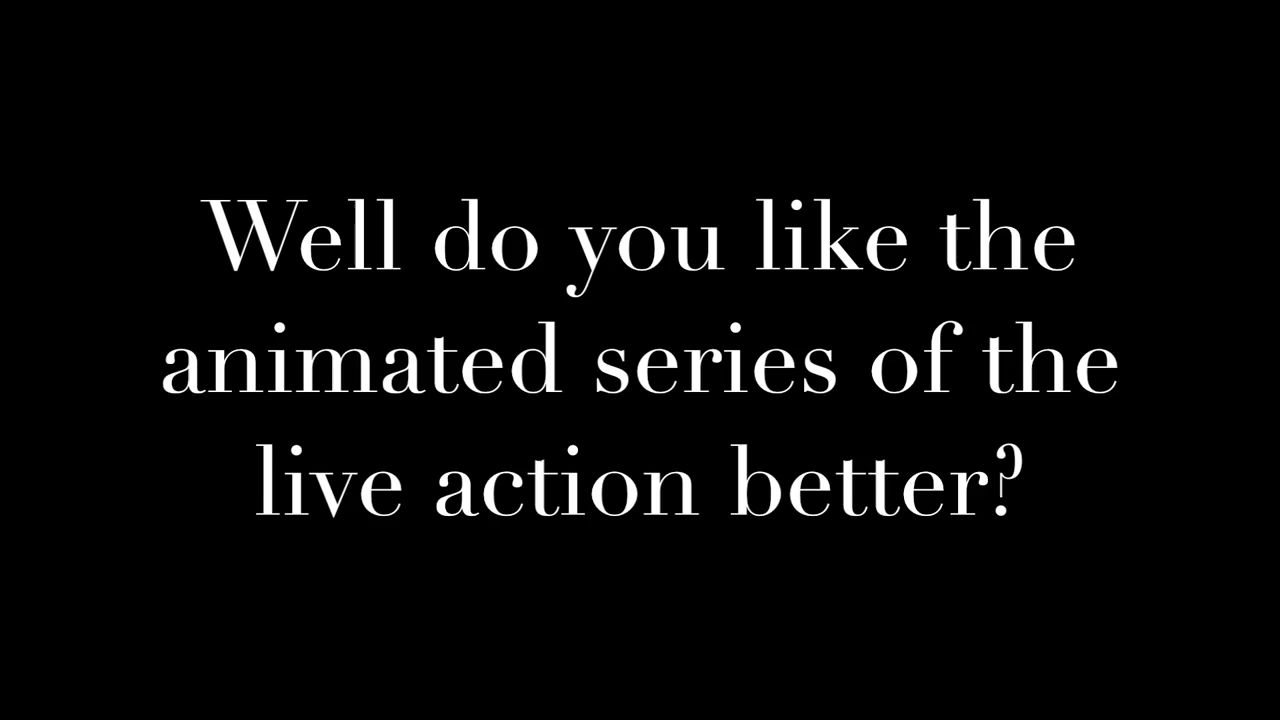 Well do you like the
animated series of the
live action better?